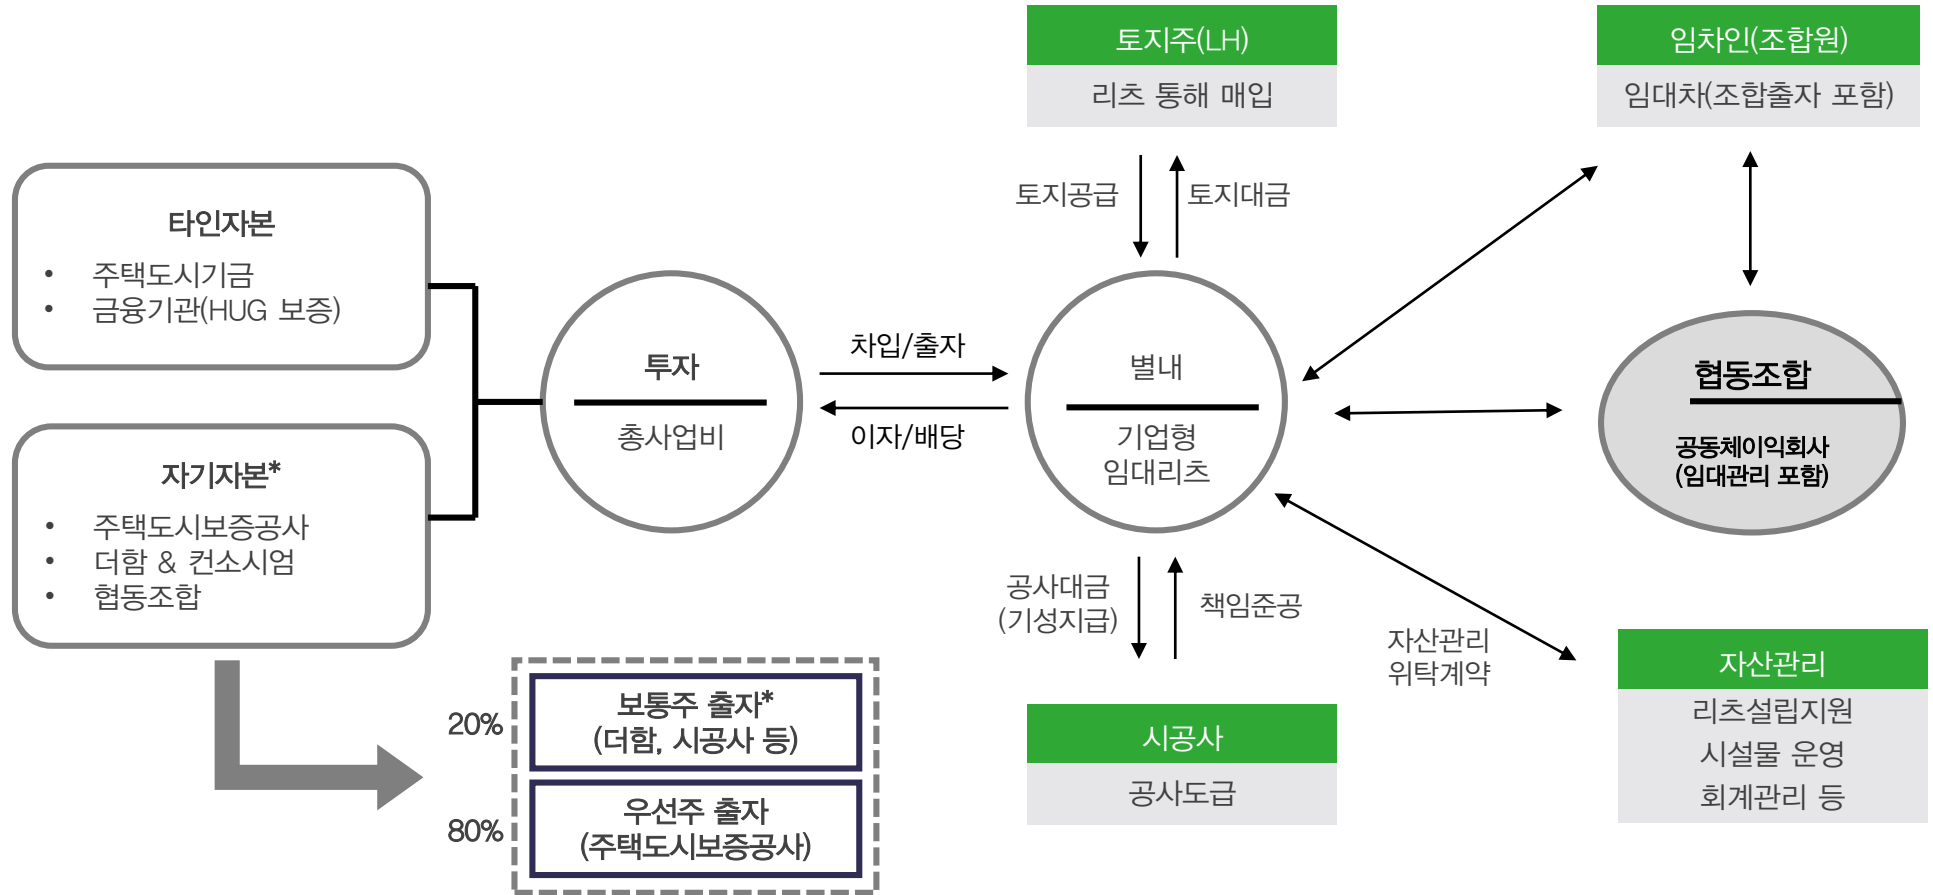 토지주(LH)
리츠 통해 매입
임차인(조합원)
임대차(조합출자 포함)
토지공급
토지대금
타인자본
• 주택도시기금
• 금융기관(HUG 보증)
투자
총사업비
차입/출자
이자/배당
별내
기업형
임대리츠
협동조합
공동체이익회사
(임대관리 포함)
자기자본*
• 주택도시보증공사
• 더함 & 컨소시엄
• 협동조합
공사대금
(기성지급)
책임준공
자산관리
위탁계약
20%
보통주 출자*
(더함, 시공사 등)
80%
우선주 출자
(주택도시보증공사)
시공사
공사도급
자산관리
리츠설립지원
시설물 운영
회계관리 등